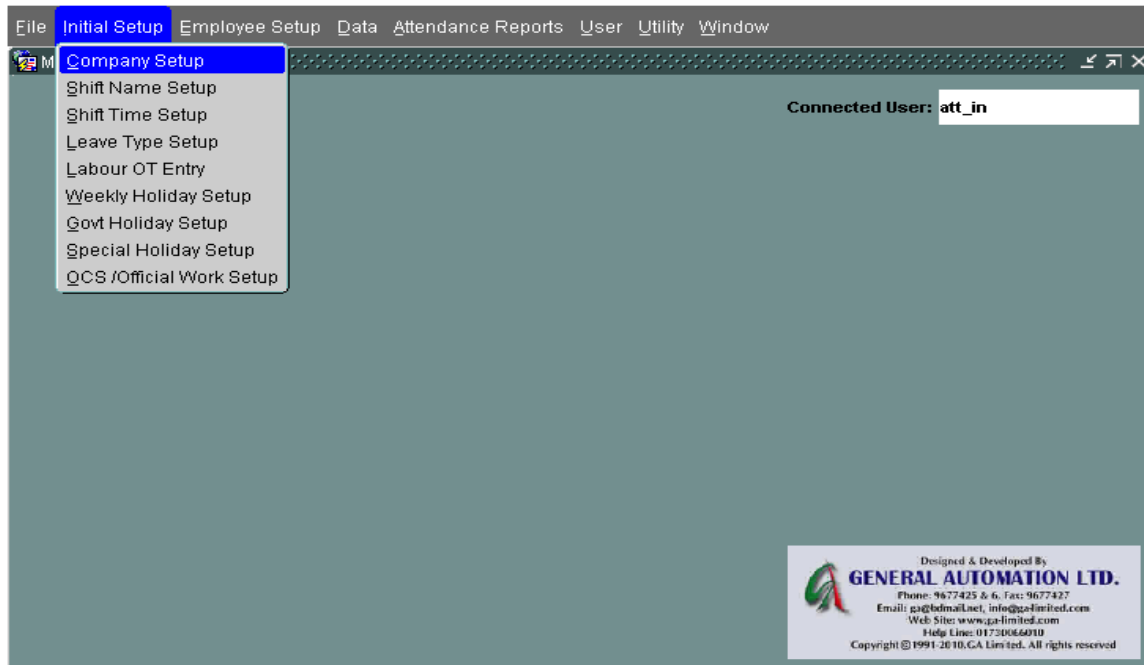 File Initial Setup Employee Setup Data Attendance Reports User Utility Window
M
Company Setup
Shift Name Setup
Shift Time Setup
Leave Type Setup
Labour OT Entry
Weekly Holiday Setup
Govt Holiday Setup
Special Holiday Setup
OCS /Official Work Setup
Connected User: att_in
Designed & Developed By
GENERAL AUTOMATION LTD.
Phone: 9677425 & 6, Fax: 9677427
Email: ga@bdmail.net, info@ga-limited.com
Web Site: www.ga-limited.com
Help Line: 01730066010
Copyright © 1991-2010.GA Limited. All rights reserved